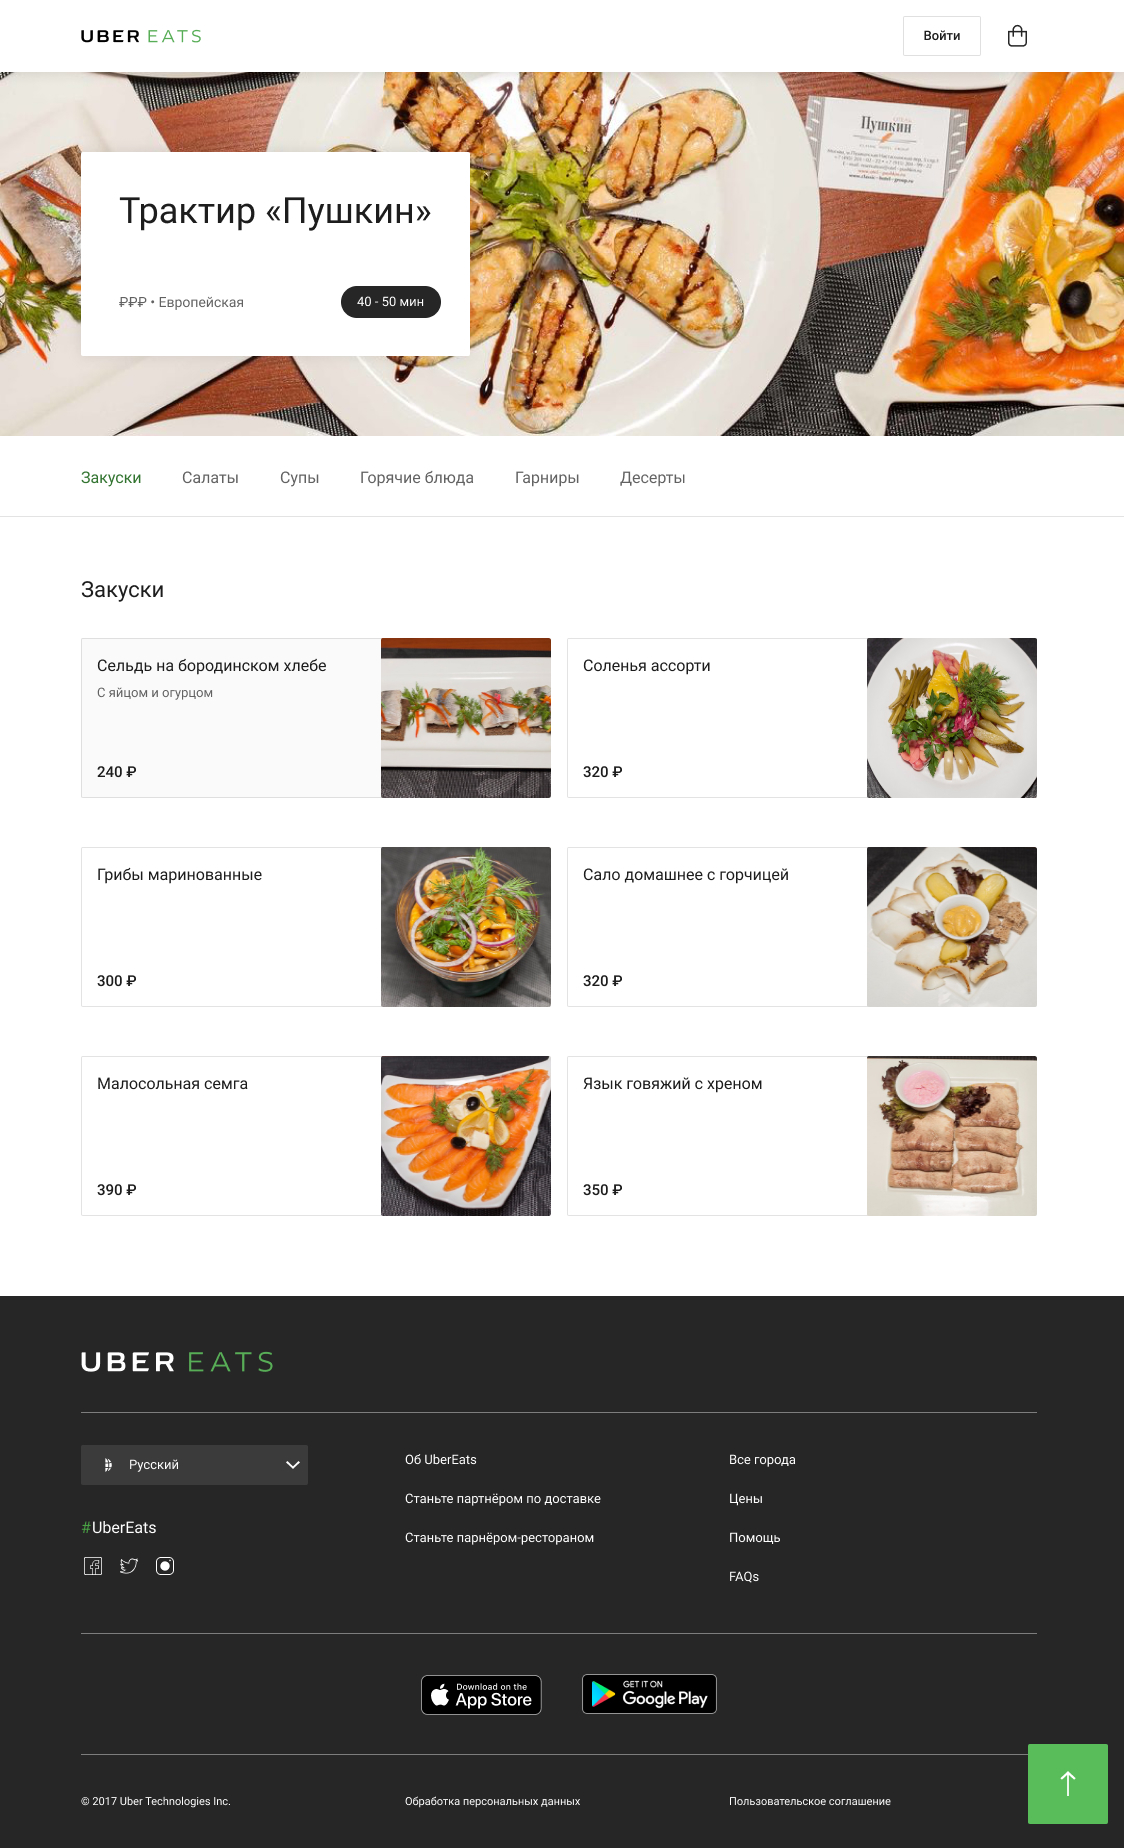 UBER EATS
Войти
Пушкин
Трактир «Пушкин»
₽₽₽ • Европейская
40 - 50 мин
Закуски
Салаты
Супы
Горячие блюда
Гарниры
Десерты
Закуски
Сельдь на бородинском хлебе
С яйцом и огурцом
240 ₽
Соленья ассорти
320 ₽
Грибы маринованные
300 ₽
Сало домашнее с горчицей
320 ₽
Малосольная семга
390 ₽
Язык говяжий с хреном
350 ₽
UBER EATS
Русский
#UberEats
Об UberEats
Станьте партнёром по доставке
Станьте парнёром-рестораном
Все города
Цены
Помощь
FAQs
Download on the
App Store
GET IT ON
Google Play
© 2017 Uber Technologies Inc.
Обработка персональных данных
Пользовательское соглашение